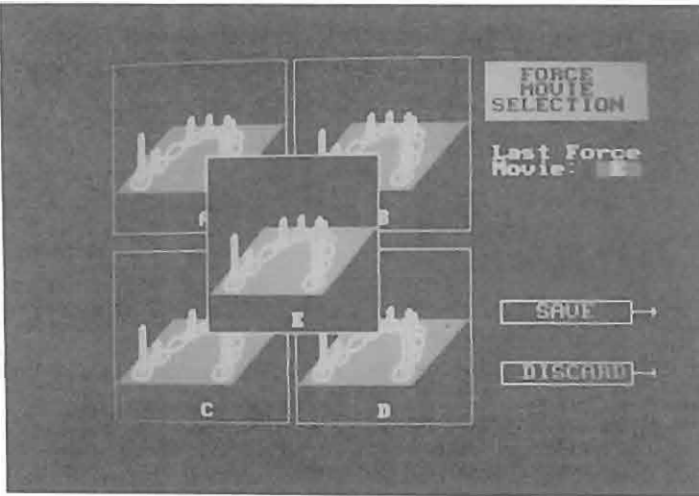 FORCE
MOVIE
SELECTION
Last Force
Movie:
B
E
SAVE
DISCARD
C
D